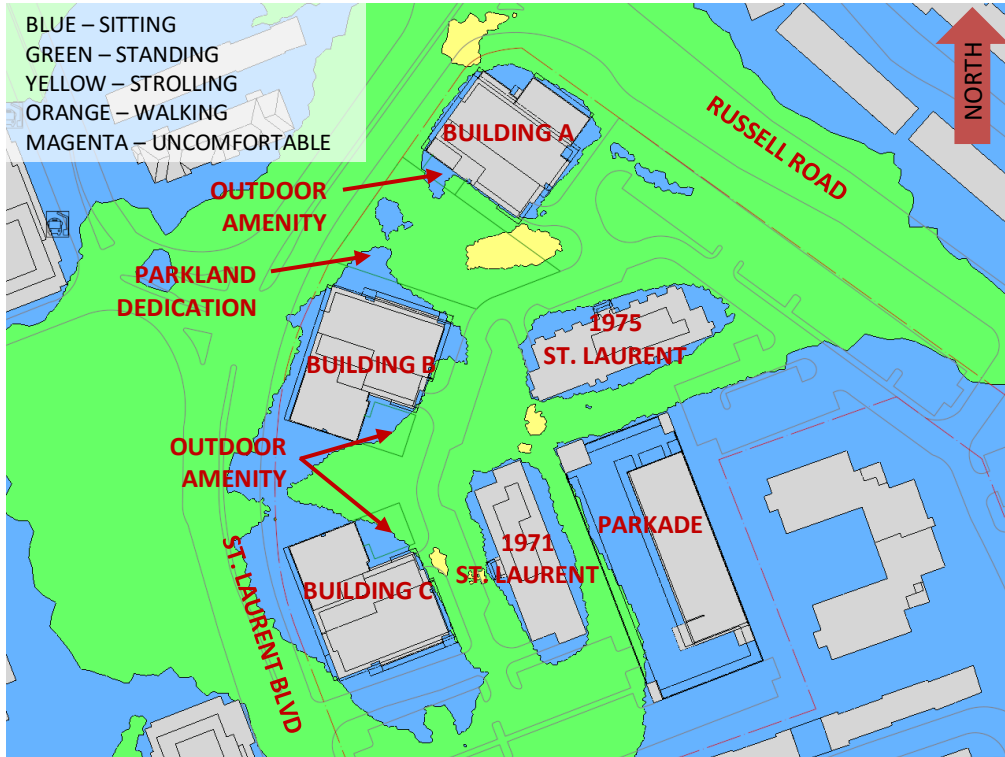 BLUE – SITTING
GREEN – STANDING
YELLOW – STROLLING
ORANGE – WALKING
MAGENTA – UNCOMFORTABLE
NORTH
BUILDING A
RUSSELL ROAD
OUTDOOR
AMENITY
PARKLAND
DEDICATION
1975
ST. LAURENT
BUILDING B
OUTDOOR
AMENITY
PARKADE
1971
ST. LAURENT
BUILDING C
ST. LAURENT BLVD